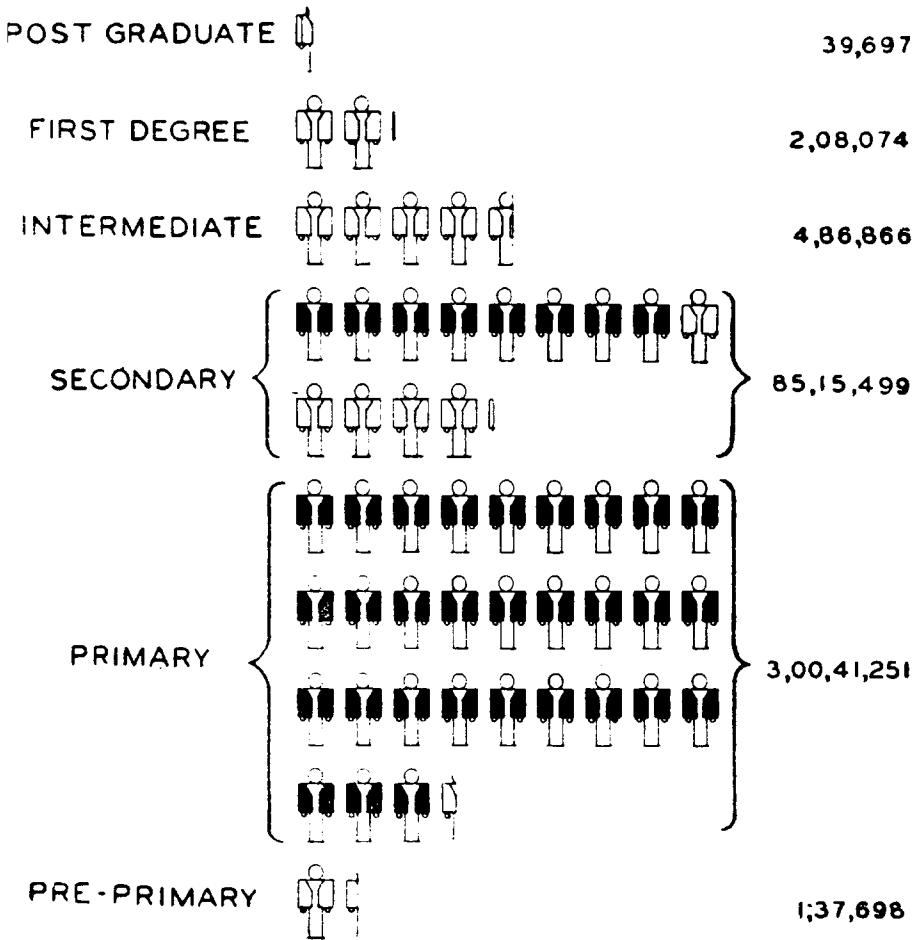 POST GRADUATE 39,697
FIRST DEGREE 2,08,074
INTERMEDIATE 4,86,866
SECONDARY 85,15,499
PRIMARY 3,00,41,251
PRE-PRIMARY 1,37,698